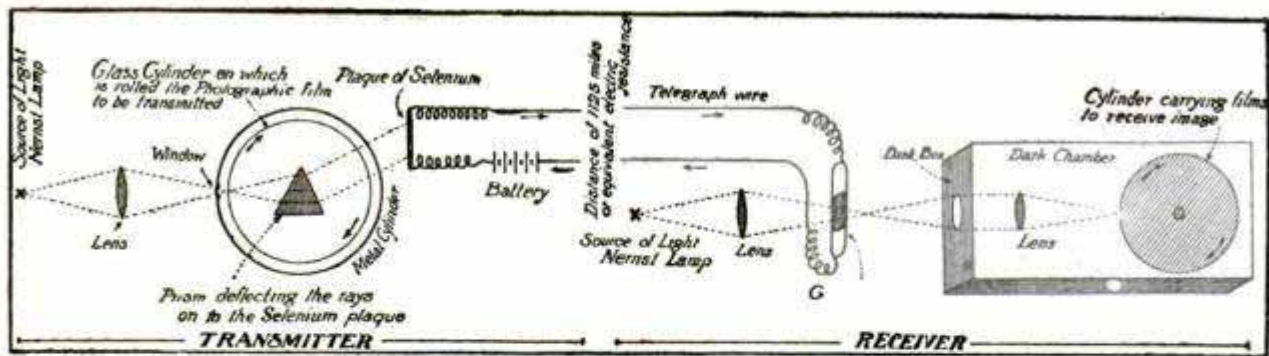 Source of Light
Nernst Lamp
Glass Cylinder on which
is rolled the Photographic film
to be transmitted
Window
Lens
Plaque of Selenium
Battery
Metal Cylinder
Prism deflecting the rays
on to the Selenium plaque
TRANSMITTER
Distance of 1125 miles
or equivalent electric
resistance
Telegraph wire
Source of Light
Nernst Lamp
Lens
G
Dark Box
Dark Chamber
Lens
Cylinder carrying films
to receive image
RECEIVER